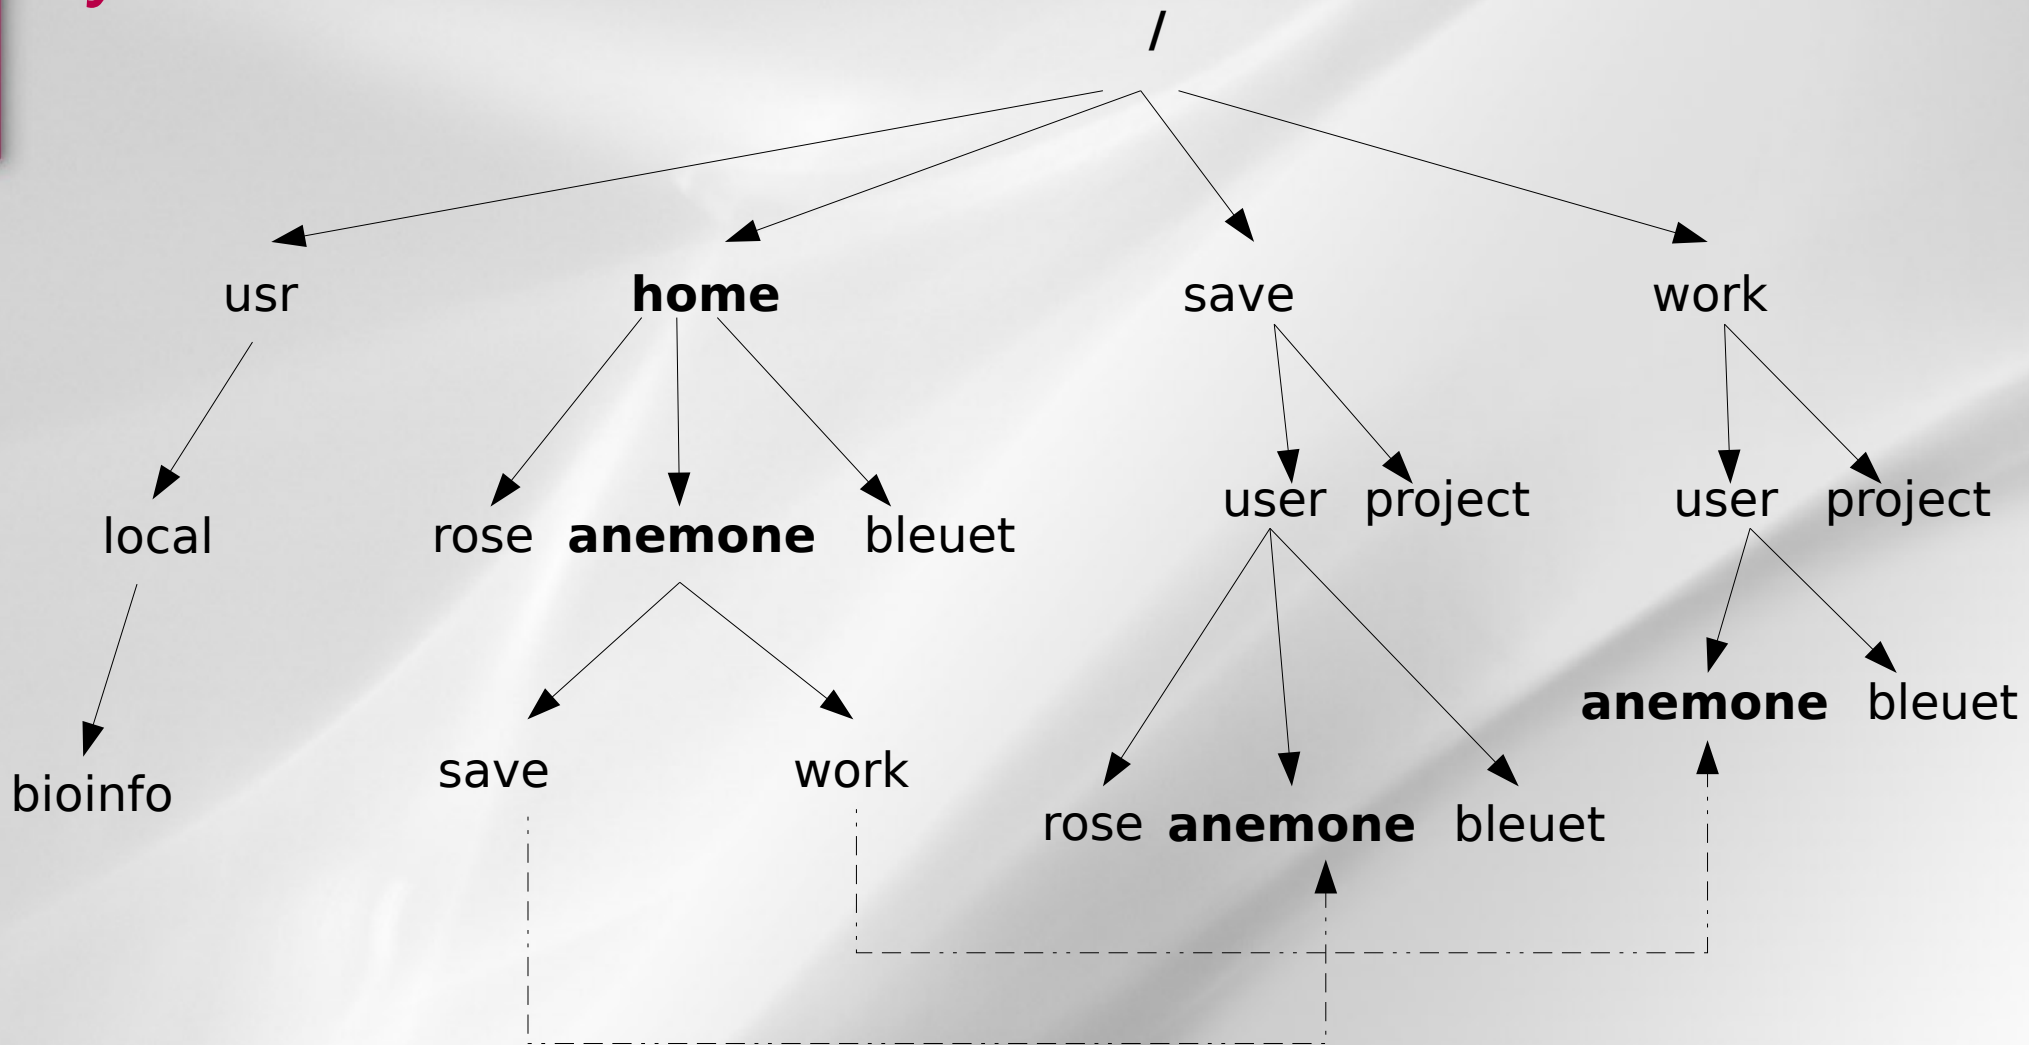 /
usr home save work
user project user project
local rose anemone bleuet
anemone bleuet
save work
bioinfo
rose anemone bleuet